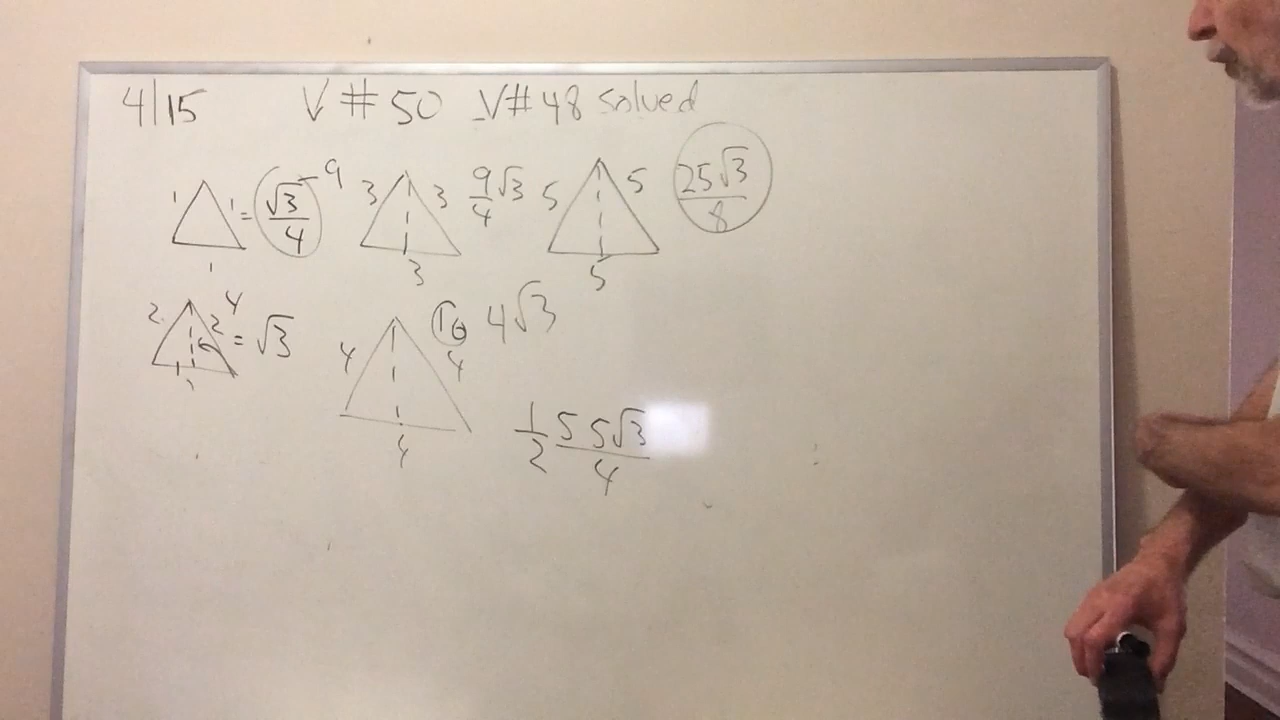 4/15 V # 50 V# 48 solved
1 1 = √3/4 9 3 3 9/4 √3 5 5 25√3/8
1 3 5
2 2 4 = √3 4 4 16 4√3
4
1/2 5 5√3/4